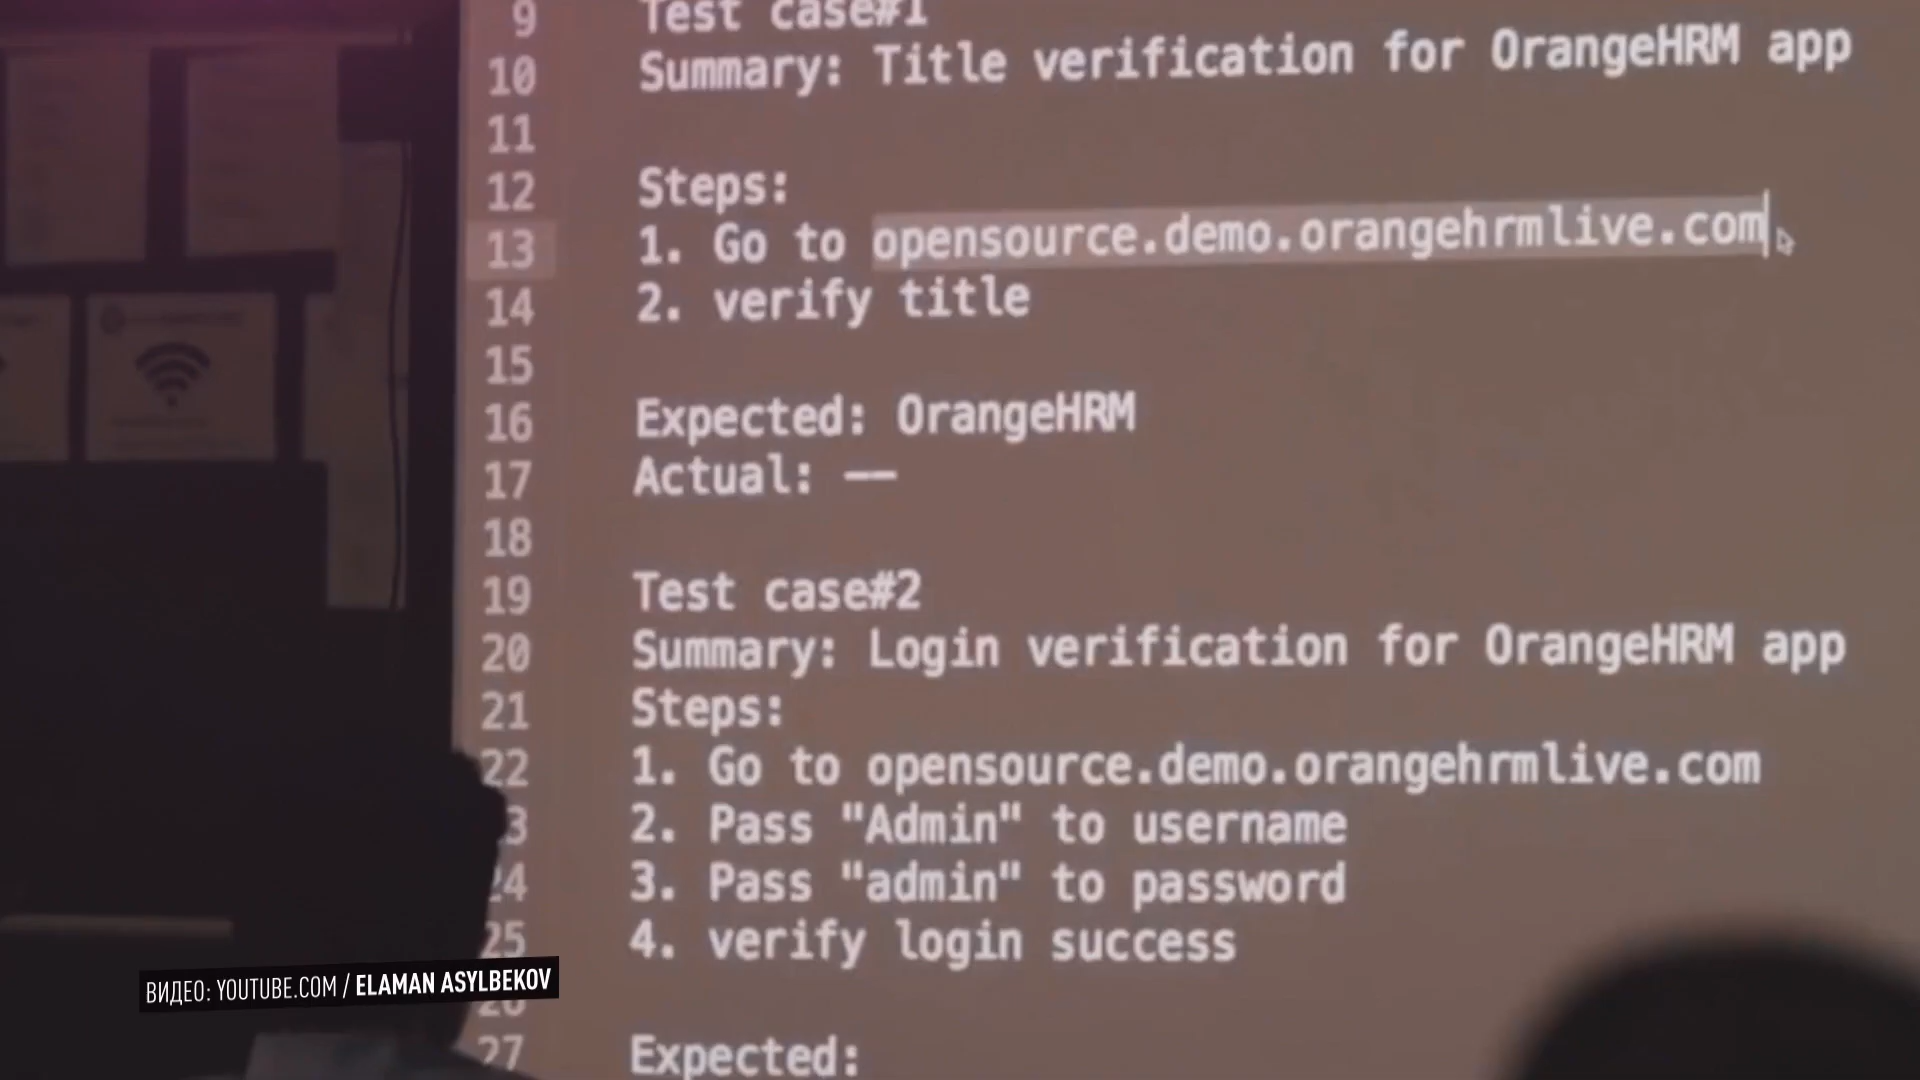 9 Test case#1
10 Summary: Title verification for OrangeHRM app
11
12 Steps:
13 1. Go to opensource.demo.orangehrmlive.com
14 2. verify title
15
16 Expected: OrangeHRM
17 Actual: ——
18
19 Test case#2
20 Summary: Login verification for OrangeHRM app
21 Steps:
22 1. Go to opensource.demo.orangehrmlive.com
3 2. Pass "Admin" to username
24 3. Pass "admin" to password
25 4. verify login success
26
27 Expected:
ВИДЕО: YOUTUBE.COM / ELAMAN ASYLBEKOV